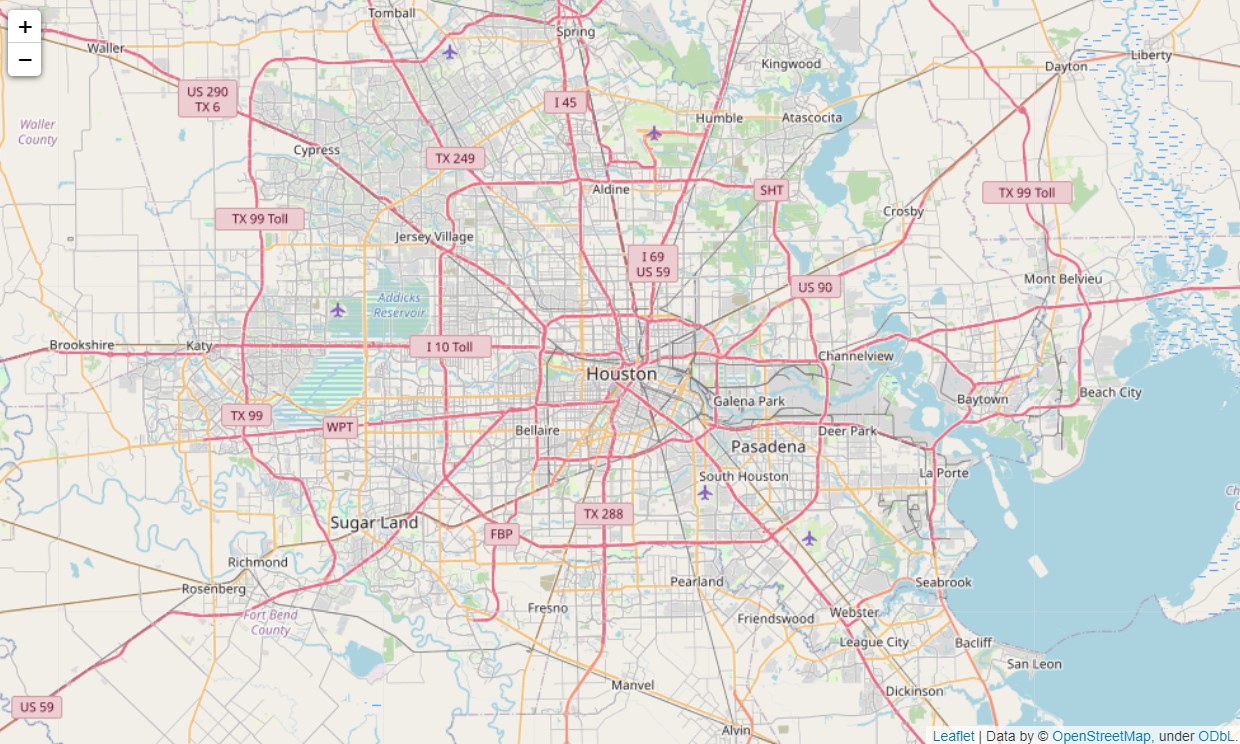 +
−
Tomball
Spring
Waller
Kingwood
Dayton
Liberty
US 290
TX 6
I 45
Humble
Atascocita
Waller
County
Cypress
TX 249
Aldine
SHT
TX 99 Toll
TX 99 Toll
Crosby
Jersey Village
I 69
US 59
Mont Belvieu
US 90
Addicks
Reservoir
Brookshire
Katy
I 10 Toll
Channelview
Houston
Beach City
Galena Park
Baytown
TX 99
WPT
Bellaire
Deer Park
Pasadena
La Porte
South Houston
Ch
C
TX 288
Sugar Land
FBP
Richmond
Rosenberg
Pearland
Seabrook
Fresno
Fort Bend
County
Friendswood
Webster
League City
Bacliff
San Leon
Manvel
Dickinson
US 59
Alvin
Leaflet | Data by © OpenStreetMap, under ODbL.